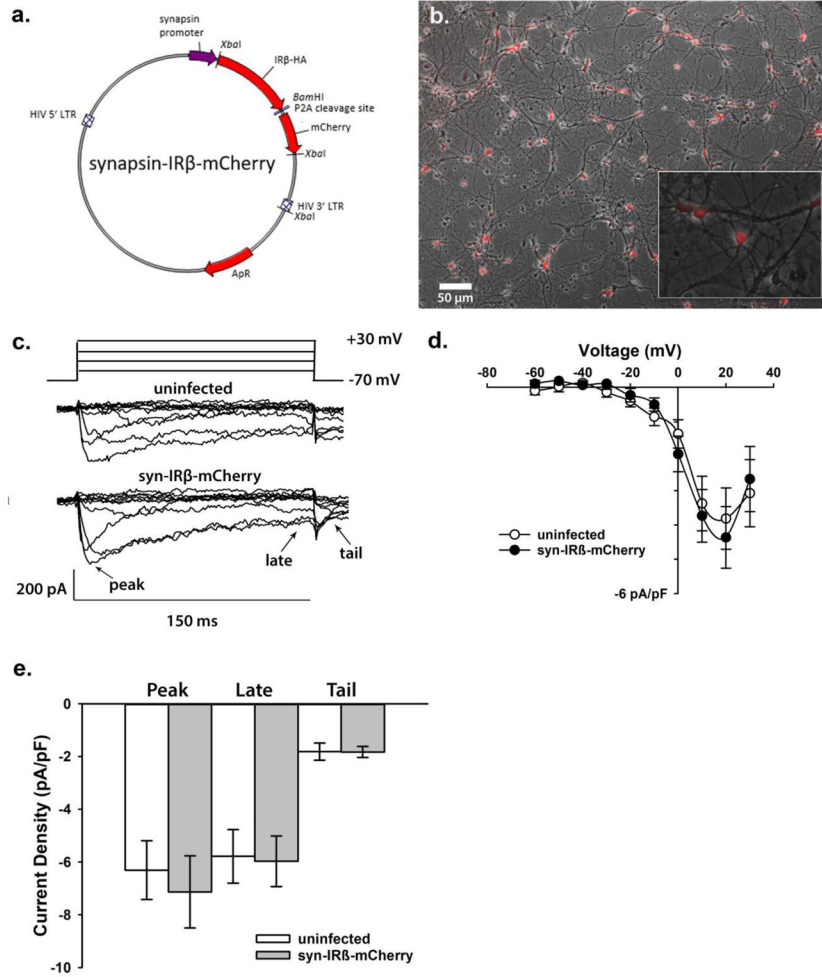 a.
synapsin
promoter
XbaI
IRβ-HA
BamHI
P2A cleavage site
mCherry
XbaI
HIV 5' LTR
synapsin-IRβ-mCherry
HIV 3' LTR
XbaI
ApR
b.
50 µm
c.
+30 mV
-70 mV
uninfected
syn-IRβ-mCherry
late
tail
peak
200 pA
150 ms
d.
Voltage (mV)
-80 -60 -40 -20 0 20 40
uninfected
syn-IRß-mCherry
-6 pA/pF
e.
Peak Late Tail
0
-2
-4
-6
-8
-10
Current Density (pA/pF)
uninfected
syn-IRß-mCherry